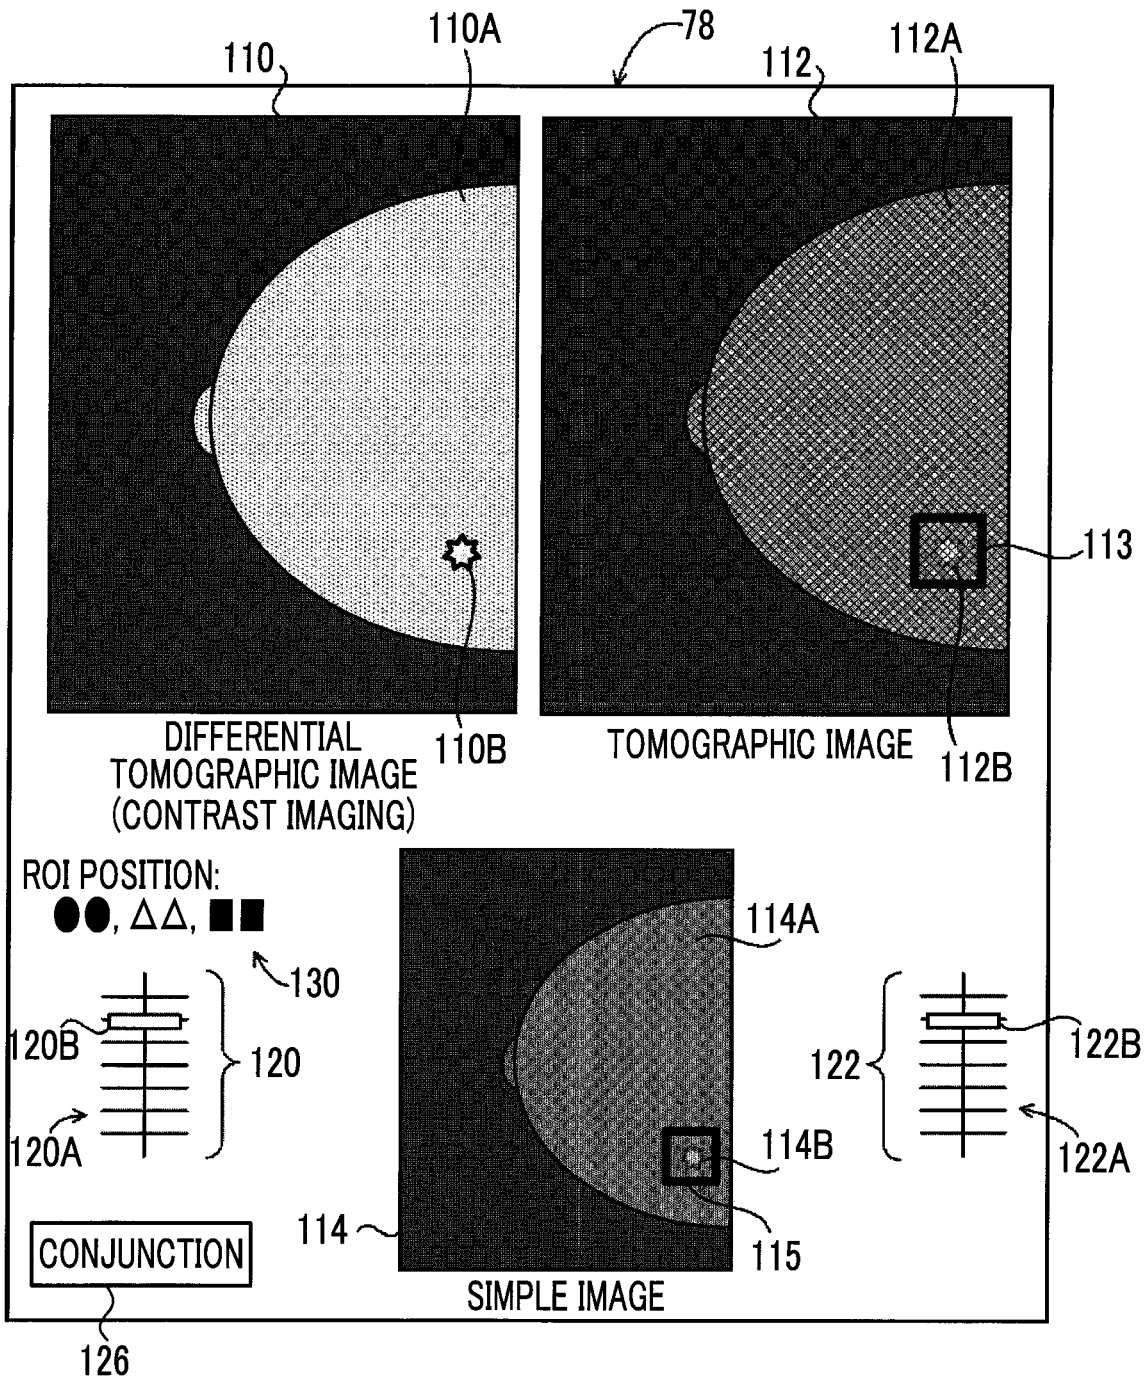 78
110A
112A
110
112
113
110B
112B
DIFFERENTIAL
TOMOGRAPHIC IMAGE
(CONTRAST IMAGING)
TOMOGRAPHIC IMAGE
ROI POSITION:
●●, △△, ■■
130
114A
120B
120
122
122B
120A
114B
122A
114
115
CONJUNCTION
SIMPLE IMAGE
126